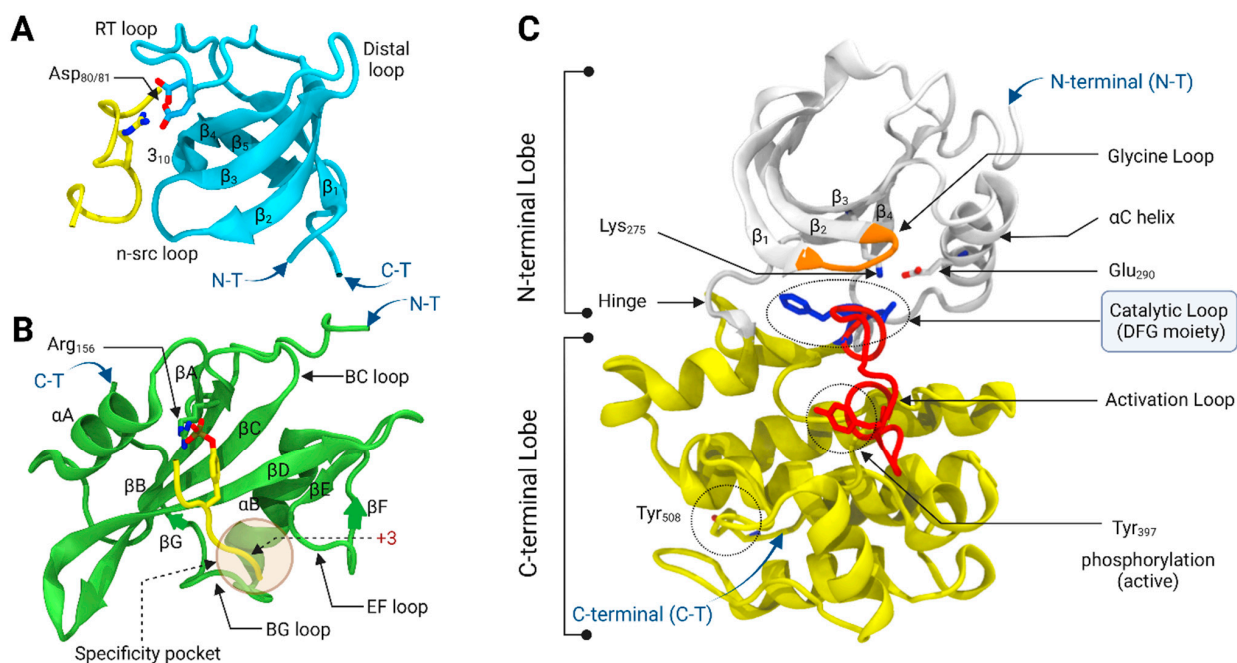 A
RT loop
Distal
loop
Asp80/81
β4
β5
310
β3
β1
β2
n-src loop
N-T
C-T
B
N-T
Arg156
C-T
βA
BC loop
αA
βC
βB
βD
αB
βE
βF
βG
+3
EF loop
BG loop
Specificity pocket
C
N-terminal Lobe
N-terminal (N-T)
Glycine Loop
β3
β4
Lys275
β2
β1
αC helix
Glu290
Hinge
Catalytic Loop
(DFG moiety)
C-terminal Lobe
Activation Loop
Tyr508
Tyr397
phosphorylation
(active)
C-terminal (C-T)